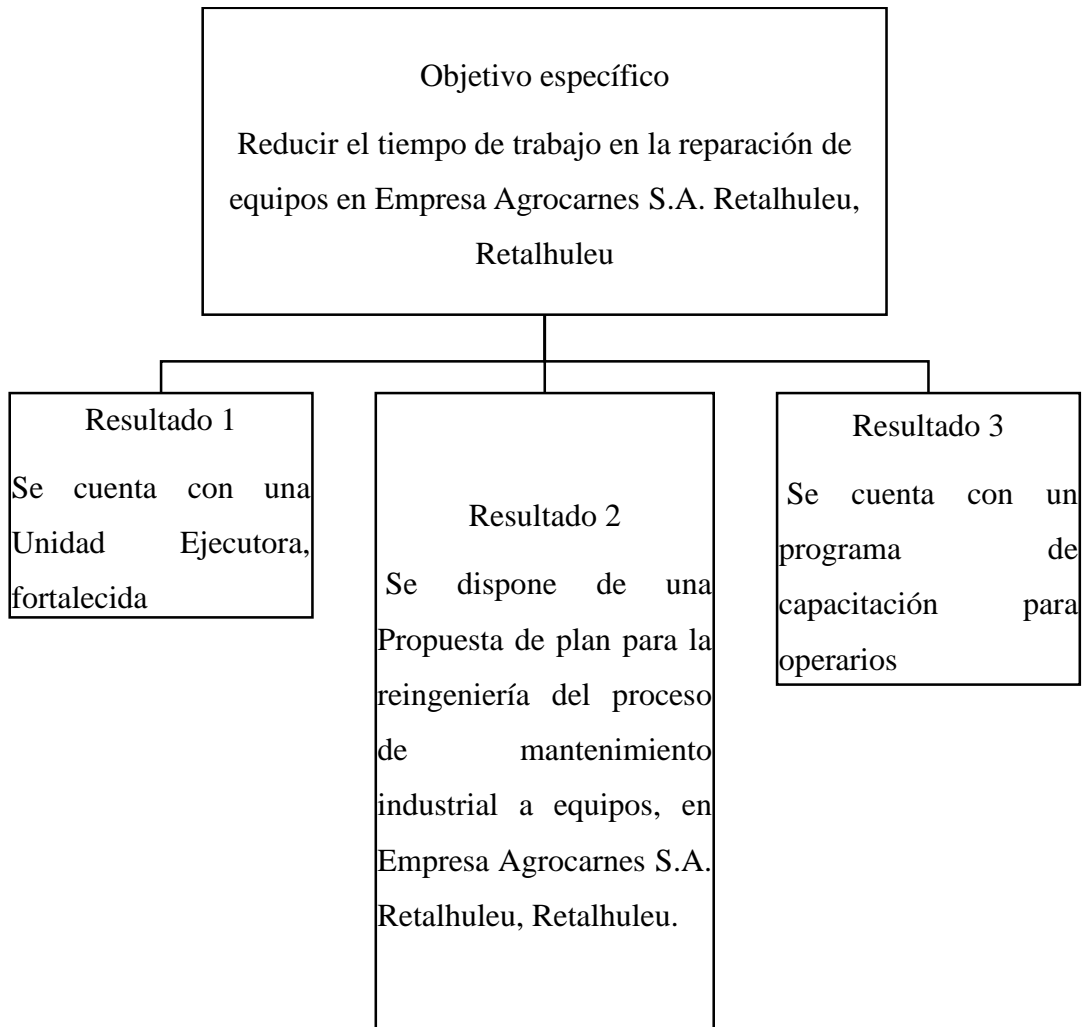 Objetivo específico
Reducir el tiempo de trabajo en la reparación de
equipos en Empresa Agrocarnes S.A. Retalhuleu,
Retalhuleu
Resultado 1
Se cuenta con una
Unidad Ejecutora,
fortalecida
Resultado 2
Se dispone de una
Propuesta de plan para la
reingeniería del proceso
de mantenimiento
industrial a equipos, en
Empresa Agrocarnes S.A.
Retalhuleu, Retalhuleu.
Resultado 3
Se cuenta con un
programa de
capacitación para
operarios